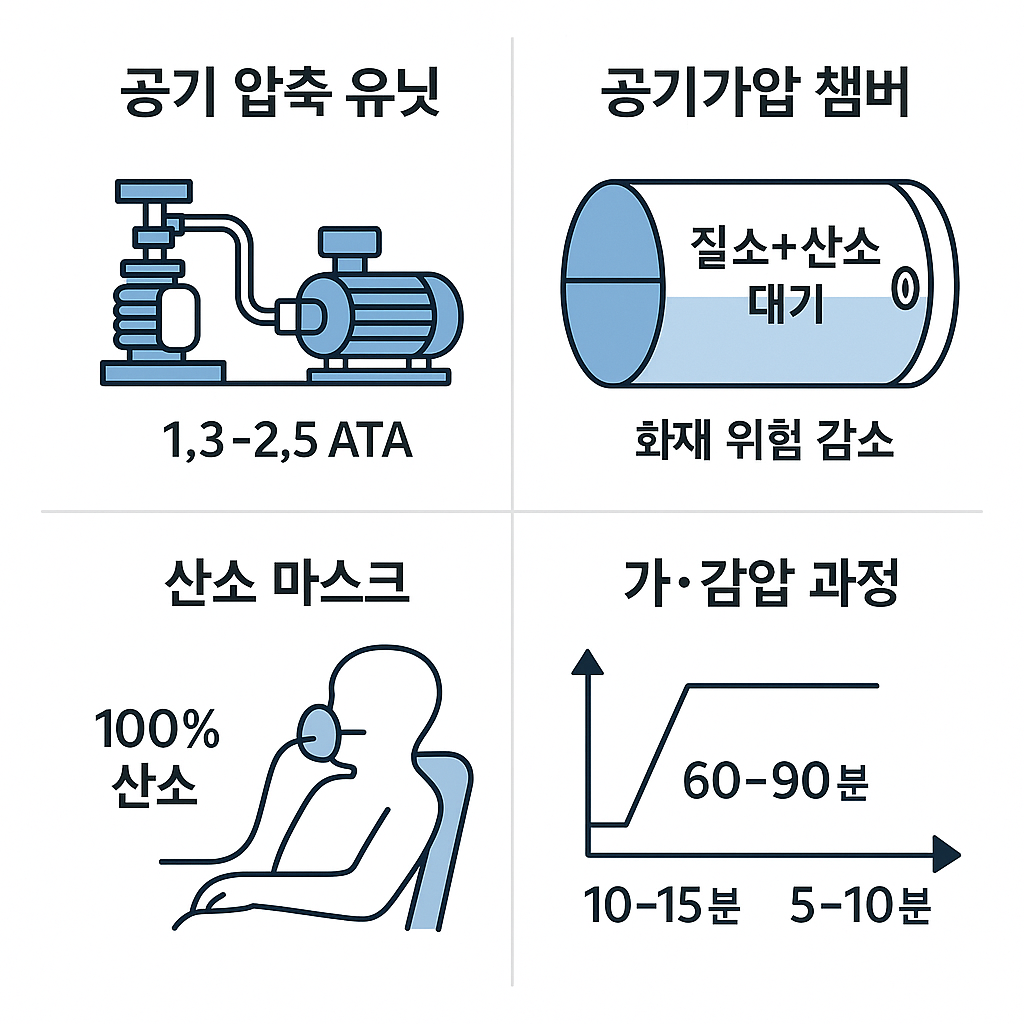 공기 압축 유닛
1,3-2,5 ATA
공기가압 챔버
질소+산소
대기
화재 위험 감소
산소 마스크
100%
산소
가·감압 과정
60-90분
10-15분 5-10분